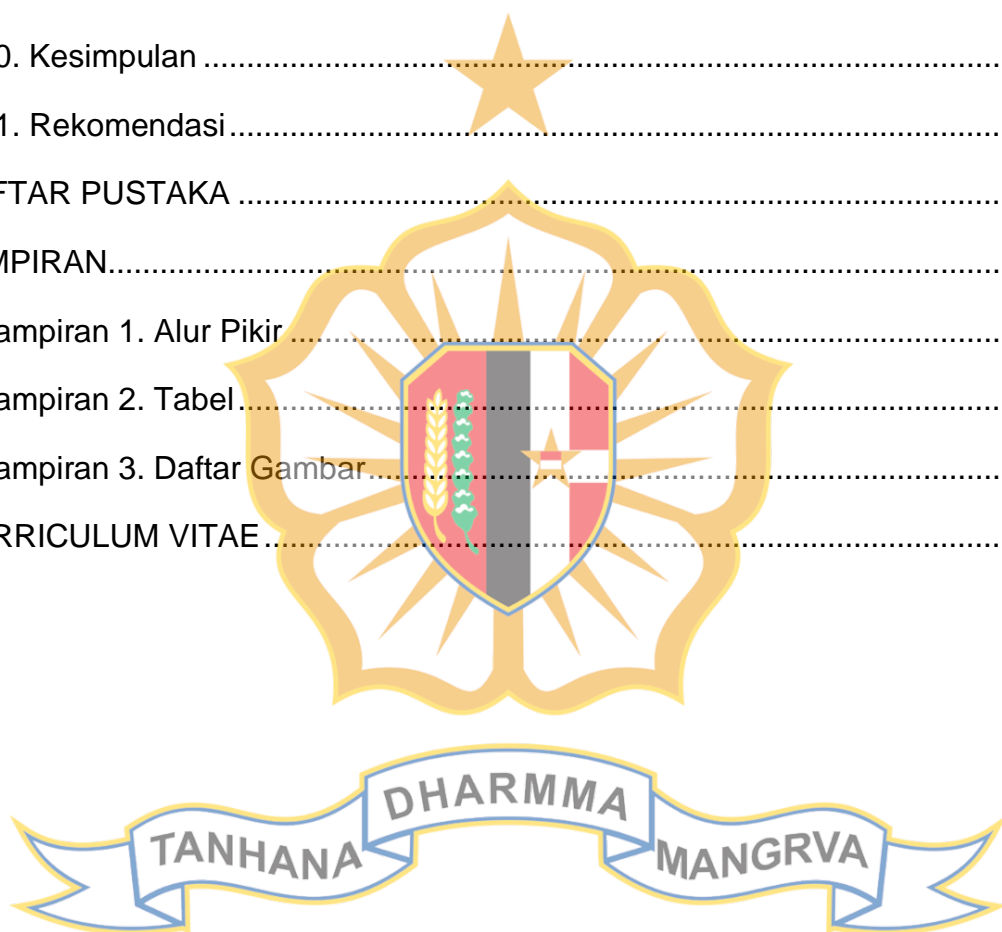 0. Kesimpulan ....................................................................................................
1. Rekomendasi ................................................................................................
FTAR PUSTAKA ................................................................................................
MPIRAN................................................................................................................
ampiran 1. Alur Pikir ........................................................................................
ampiran 2. Tabel ..............................................................................................
ampiran 3. Daftar Gambar ................................................................................
RRICULUM VITAE ............................................................................................
TANHANA DHARMMA MANGRVA